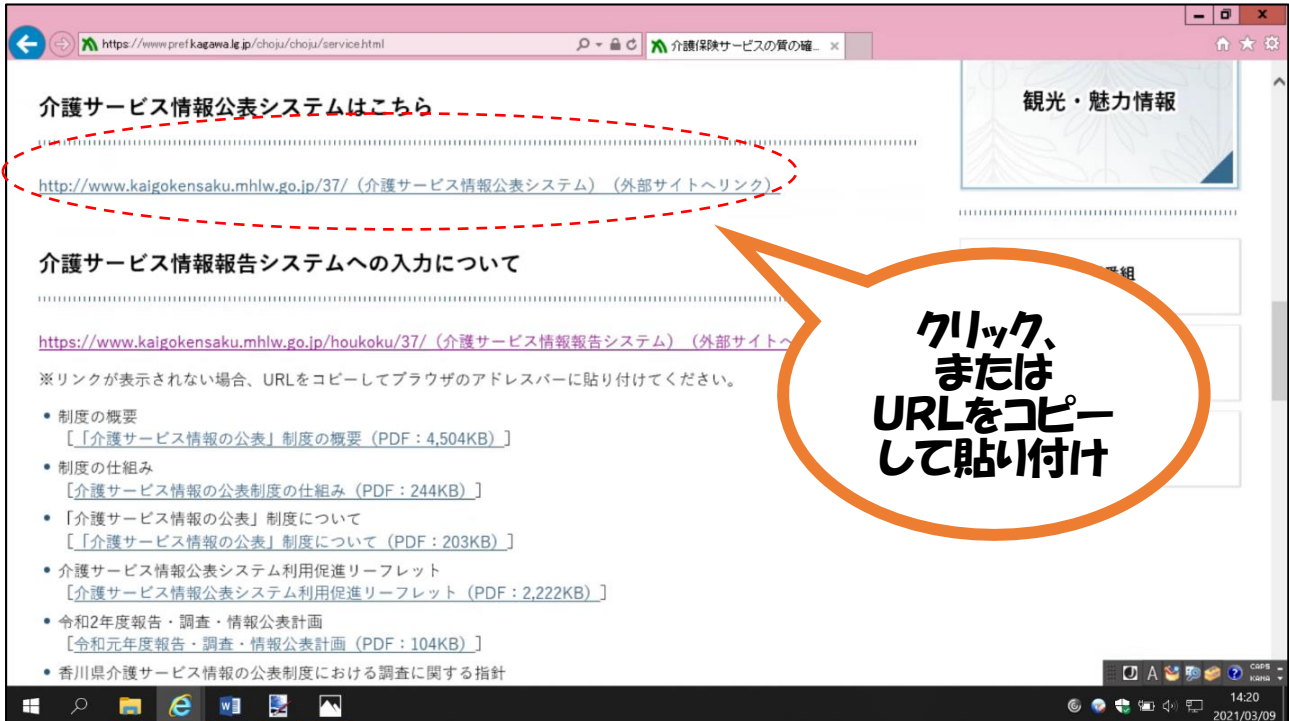 https://www.pref.kagawa.lg.jp/choju/choju/service.html
介護保険サービスの質の確...
介護サービス情報公表システムはこちら
http://www.kaigokensaku.mhlw.go.jp/37/（介護サービス情報公表システム）（外部サイトへリンク）
観光・魅力情報
介護サービス情報報告システムへの入力について
組
https://www.kaigokensaku.mhlw.go.jp/houkoku/37/（介護サービス情報報告システム）（外部サイトへ
※リンクが表示されない場合、URLをコピーしてブラウザのアドレスバーに貼り付けてください。
クリック、
または
URLをコピー
して貼り付け
• 制度の概要
［「介護サービス情報の公表」制度の概要（PDF：4,504KB）］
• 制度の仕組み
［介護サービス情報の公表制度の仕組み（PDF：244KB）］
• 「介護サービス情報の公表」制度について
［「介護サービス情報の公表」制度について（PDF：203KB）］
• 介護サービス情報公表システム利用促進リーフレット
［介護サービス情報公表システム利用促進リーフレット（PDF：2,222KB）］
• 令和2年度報告・調査・情報公表計画
［令和元年度報告・調査・情報公表計画（PDF：104KB）］
• 香川県介護サービス情報の公表制度における調査に関する指針
A
CAPS
KANA
14:20
2021/03/09